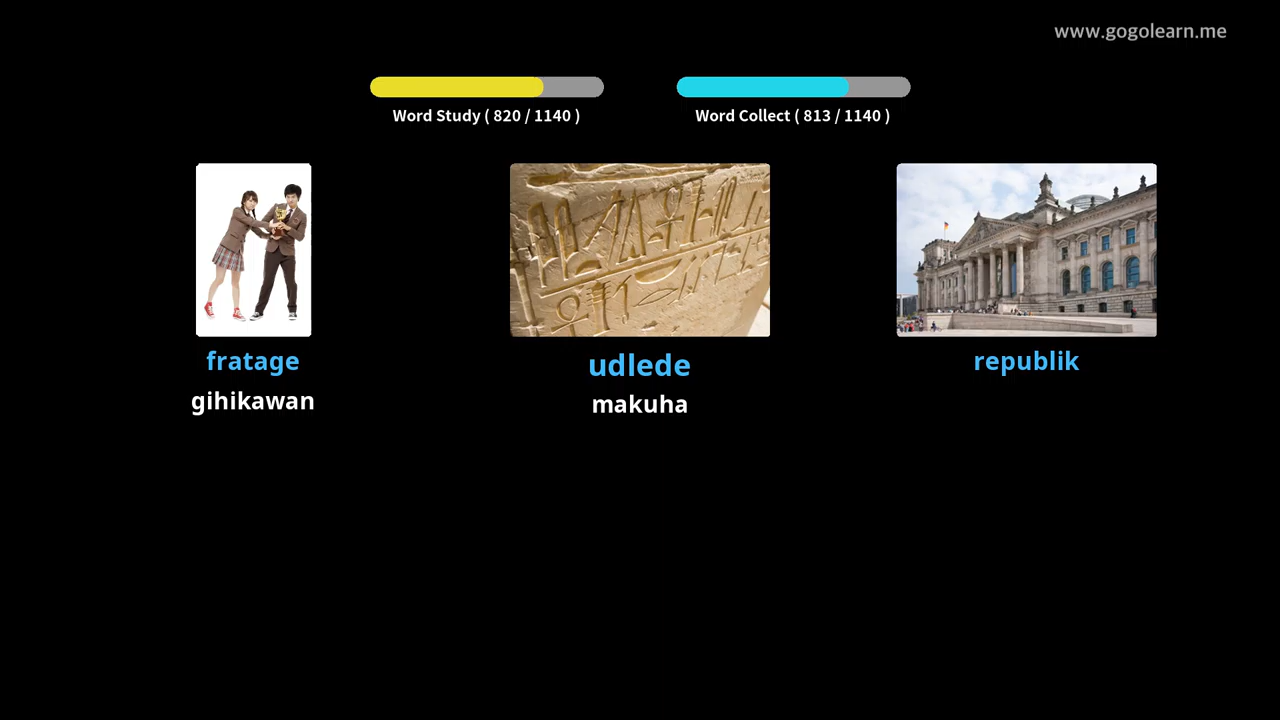 www.gogolearn.me
Word Study ( 820 / 1140 )
Word Collect ( 813 / 1140 )
fratage
udlede
republik
gihikawan
makuha